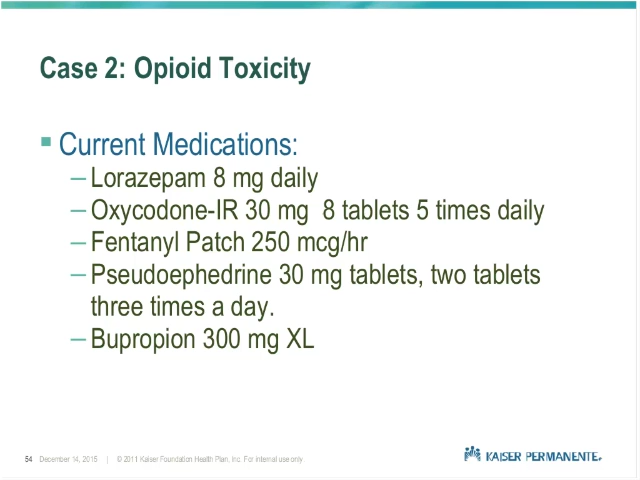 Case 2: Opioid Toxicity
Current Medications:
– Lorazepam 8 mg daily
– Oxycodone-IR 30 mg  8 tablets 5 times daily
– Fentanyl Patch 250 mcg/hr
– Pseudoephedrine 30 mg tablets, two tablets
three times a day.
– Bupropion 300 mg XL
54 December 14, 2015 | © 2011 Kaiser Foundation Health Plan, Inc. For internal use only
KAISER PERMANENTE.